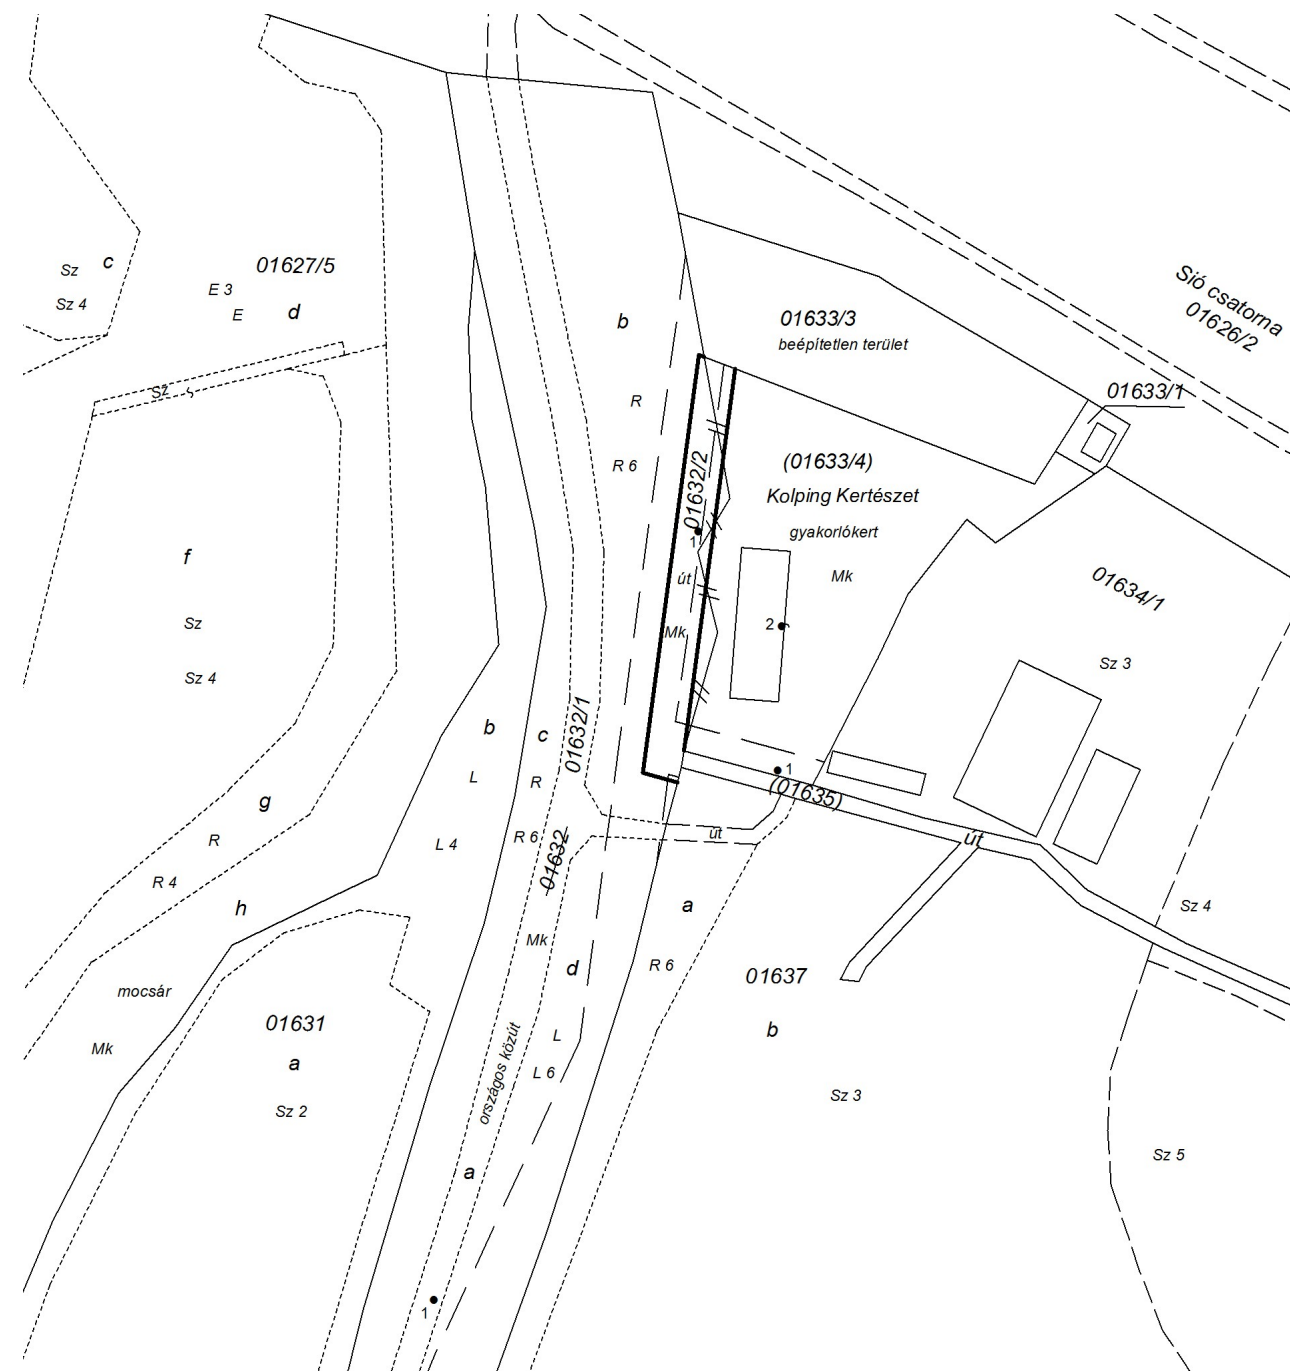 Sz
c
Sz 4
01627/5
E 3
E
d
Sz
f
Sz
Sz 4
g
R
R 4
h
mocsár
Mk
01631
a
Sz 2
b
L
L 4
c
R
R 6
01632/1
01632
Mk
d
L
L 6
országos közút
a
1
b
R
R 6
01632/2
1
út
Mk
01633/3
beépítetlen terület
(01633/4)
Kolping Kertészet
gyakorlókert
Mk
2
1
(01635)
út
út
a
R 6
01637
b
Sz 3
Sió csatorna
01626/2
01633/1
01634/1
Sz 3
Sz 4
Sz 5